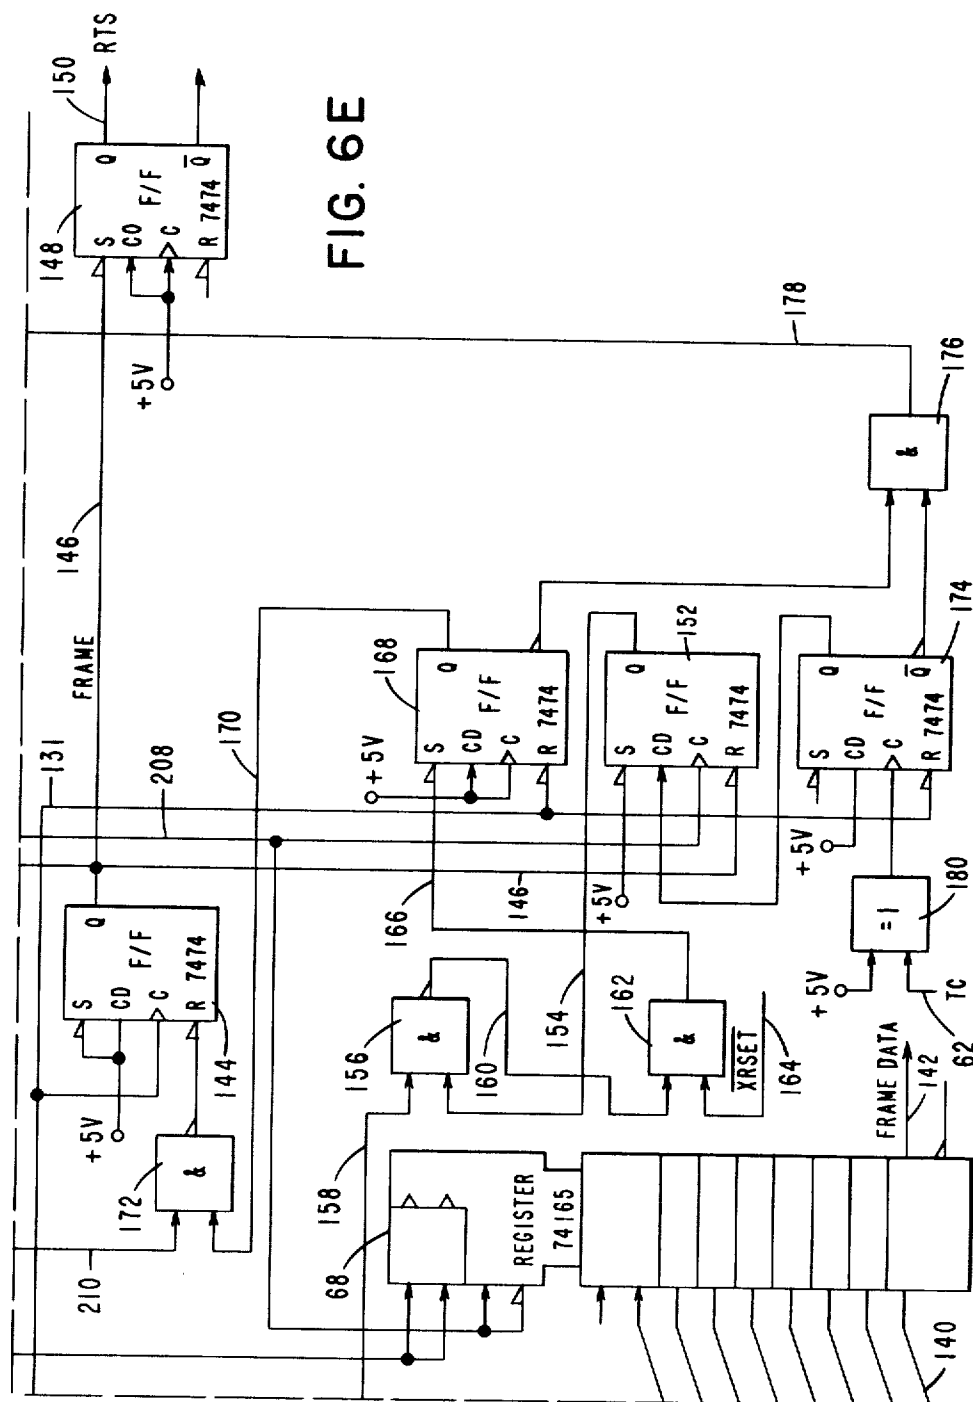 FIG. 6E
150
RTS
148
S
CO
C
R
Q
F/F
Q̅
7474
+5V
178
176
&
146
FRAME
131
208
170
168
+5V
S
CD
C
R
Q
F/F
7474
152
+5V
S
CD
C
R
Q
F/F
7474
174
+5V
S
CD
C
R
Q
F/F
Q̅
7474
180
=1
+5V
TC
62
166
146
154
144
S
CD
C
R
Q
F/F
7474
+5V
172
&
210
156
&
160
162
&
X̅R̅S̅E̅T̅
164
158
68
REGISTER
74165
FRAME DATA
142
140